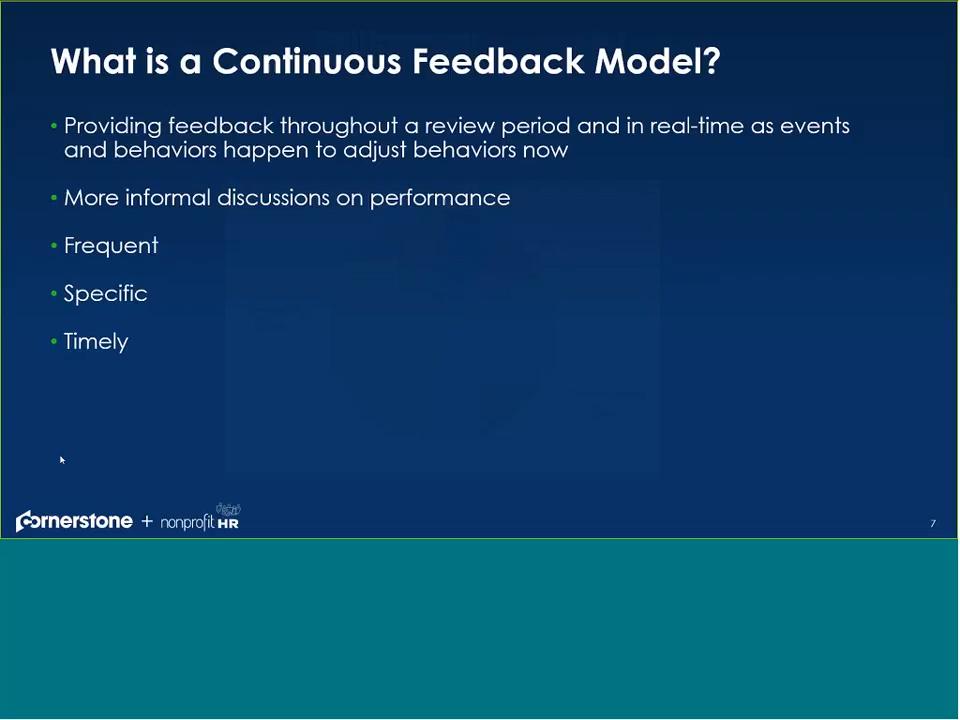 What is a Continuous Feedback Model?
• Providing feedback throughout a review period and in real-time as events
and behaviors happen to adjust behaviors now
• More informal discussions on performance
• Frequent
• Specific
• Timely
cornerstone + nonprofit HR
7